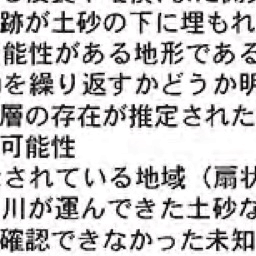 跡が土砂の下に埋もれ
能性がある地形である
を繰り返すかどうか明
層の存在が推定された
可能性
されている地域（扇状
川が運んできた土砂な
確認できなかった未知